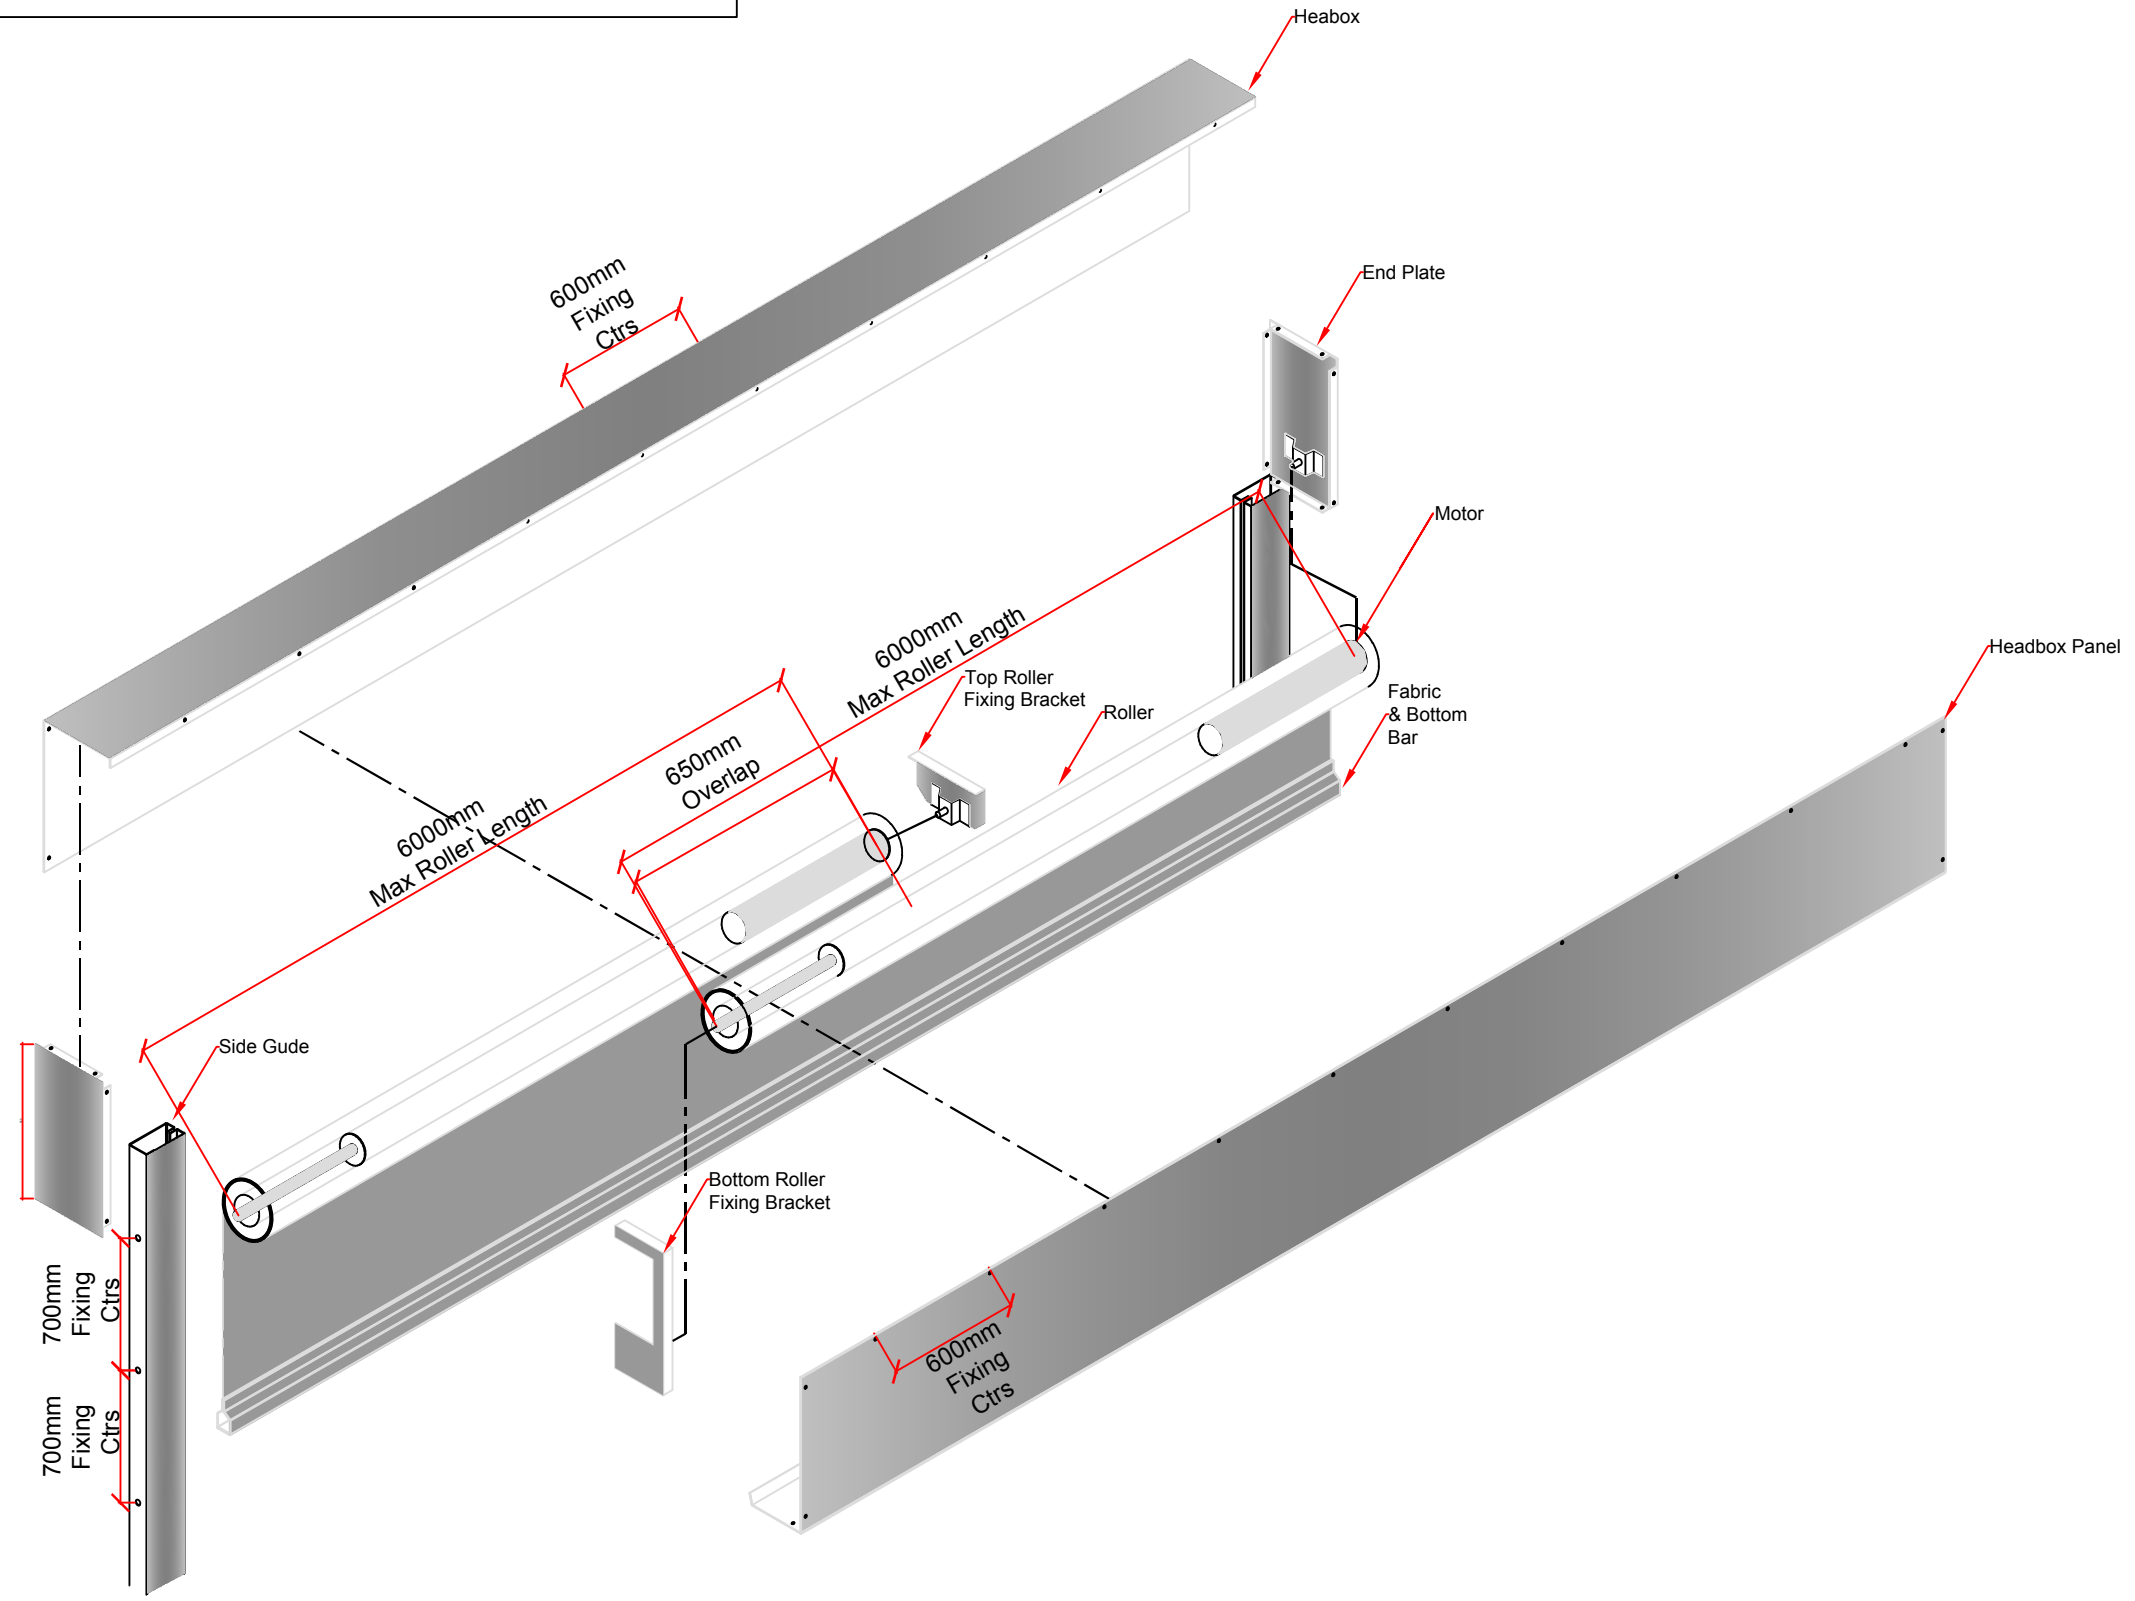 Heabox
600mm
Fixing
Ctrs
End Plate
Motor
6000mm
Max Roller Length
Headbox Panel
Top Roller
Fixing Bracket
Roller
Fabric
& Bottom
Bar
650mm
Overlap
6000mm
Max Roller Length
Side Gude
Bottom Roller
Fixing Bracket
700mm
Fixing
Ctrs
700mm
Fixing
Ctrs
600mm
Fixing
Ctrs